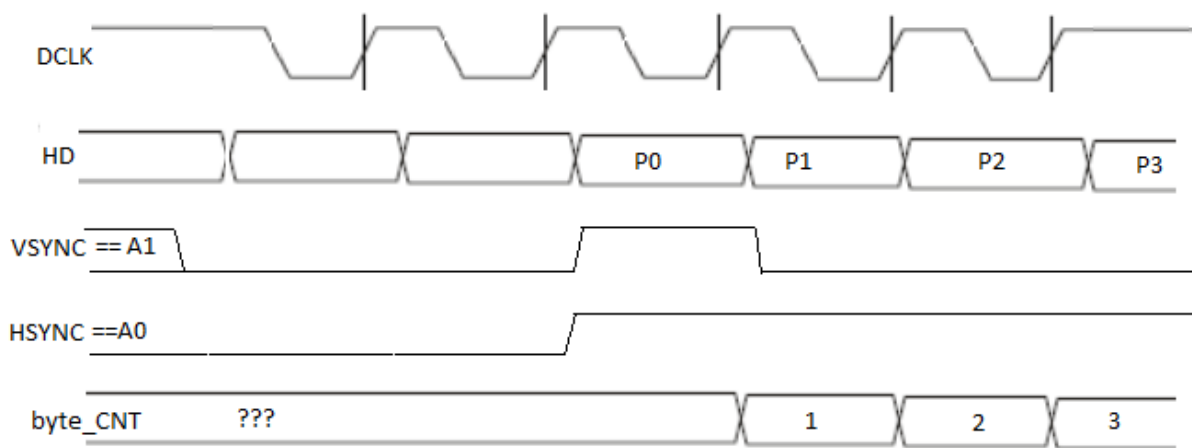 DCLK
HD P0 P1 P2 P3
VSYNC == A1
HSYNC ==A0
byte_CNT ??? 1 2 3